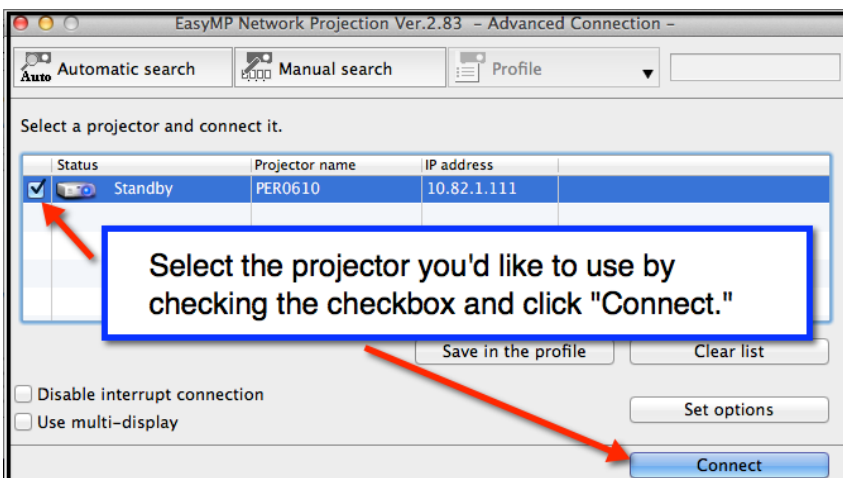 EasyMP Network Projection Ver.2.83 - Advanced Connection -
Auto Automatic search Manual search Profile
Select a projector and connect it.
Status Projector name IP address
Standby PER0610 10.82.1.111
Select the projector you'd like to use by
checking the checkbox and click "Connect."
Save in the profile Clear list
Disable interrupt connection
Set options
Use multi-display
Connect